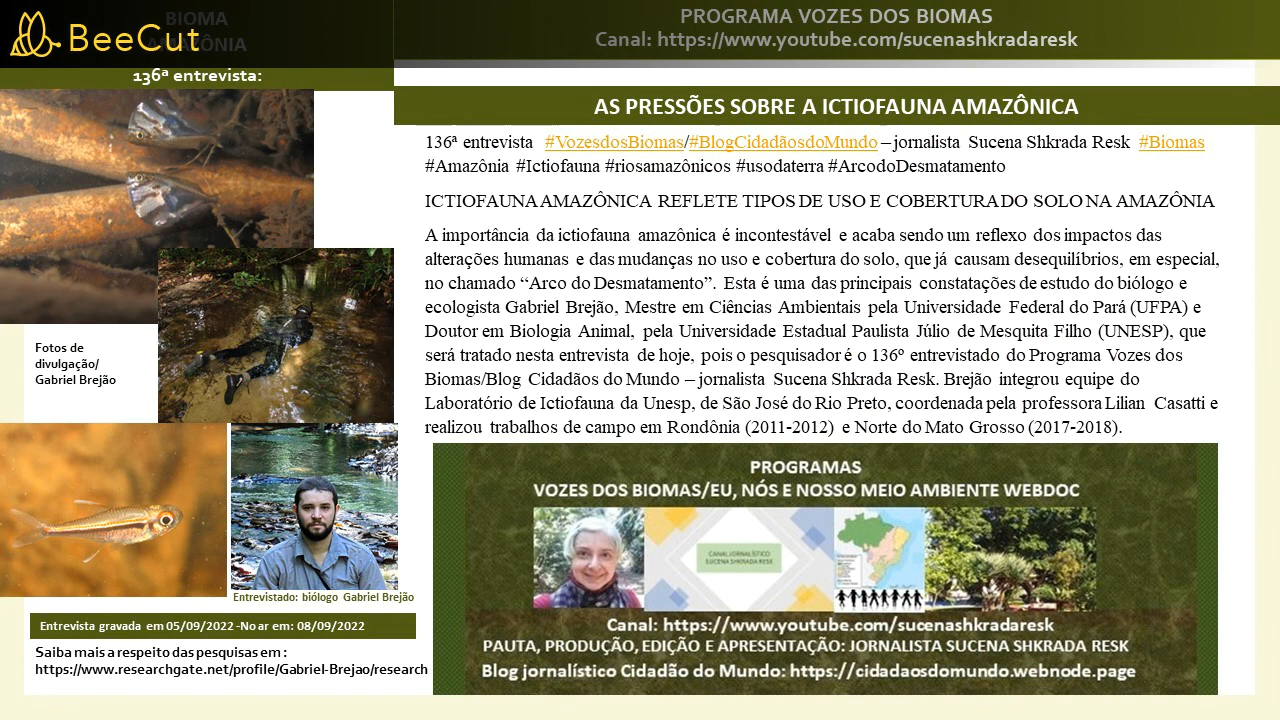 BIOMA
AMAZÔNIA
BeeCut
136ª entrevista:
PROGRAMA VOZES DOS BIOMAS
Canal: https://www.youtube.com/sucenashkradaresk
AS PRESSÕES SOBRE A ICTIOFAUNA AMAZÔNICA
136ª entrevista #VozesdosBiomas/#BlogCidadãosdoMundo – jornalista Sucena Shkrada Resk #Biomas
#Amazônia #Ictiofauna #riosamazônicos #usodaterra #ArcodoDesmatamento
ICTIOFAUNA AMAZÔNICA REFLETE TIPOS DE USO E COBERTURA DO SOLO NA AMAZÔNIA
A importância da ictiofauna amazônica é incontestável e acaba sendo um reflexo dos impactos das
alterações humanas e das mudanças no uso e cobertura do solo, que já causam desequilíbrios, em especial,
no chamado “Arco do Desmatamento”. Esta é uma das principais constatações de estudo do biólogo e
ecologista Gabriel Brejão, Mestre em Ciências Ambientais pela Universidade Federal do Pará (UFPA) e
Doutor em Biologia Animal, pela Universidade Estadual Paulista Júlio de Mesquita Filho (UNESP), que
será tratado nesta entrevista de hoje, pois o pesquisador é o 136º entrevistado do Programa Vozes dos
Biomas/Blog Cidadãos do Mundo – jornalista Sucena Shkrada Resk. Brejão integrou equipe do
Laboratório de Ictiofauna da Unesp, de São José do Rio Preto, coordenada pela professora Lilian Casatti e
realizou trabalhos de campo em Rondônia (2011-2012) e Norte do Mato Grosso (2017-2018).
Fotos de
divulgação/
Gabriel Brejão
Entrevistado: biólogo Gabriel Brejão
Entrevista gravada em 05/09/2022 -No ar em: 08/09/2022
Saiba mais a respeito das pesquisas em :
https://www.researchgate.net/profile/Gabriel-Brejao/research
PROGRAMAS
VOZES DOS BIOMAS/EU, NÓS E NOSSO MEIO AMBIENTE WEBDOC
CANAL JORNALÍSTICO
SUCENA SHKRADA RESK
Canal: https://www.youtube.com/sucenashkradaresk
PAUTA, PRODUÇÃO, EDIÇÃO E APRESENTAÇÃO: JORNALISTA SUCENA SHKRADA RESK
Blog jornalístico Cidadão do Mundo: https://cidadaosdomundo.webnode.page